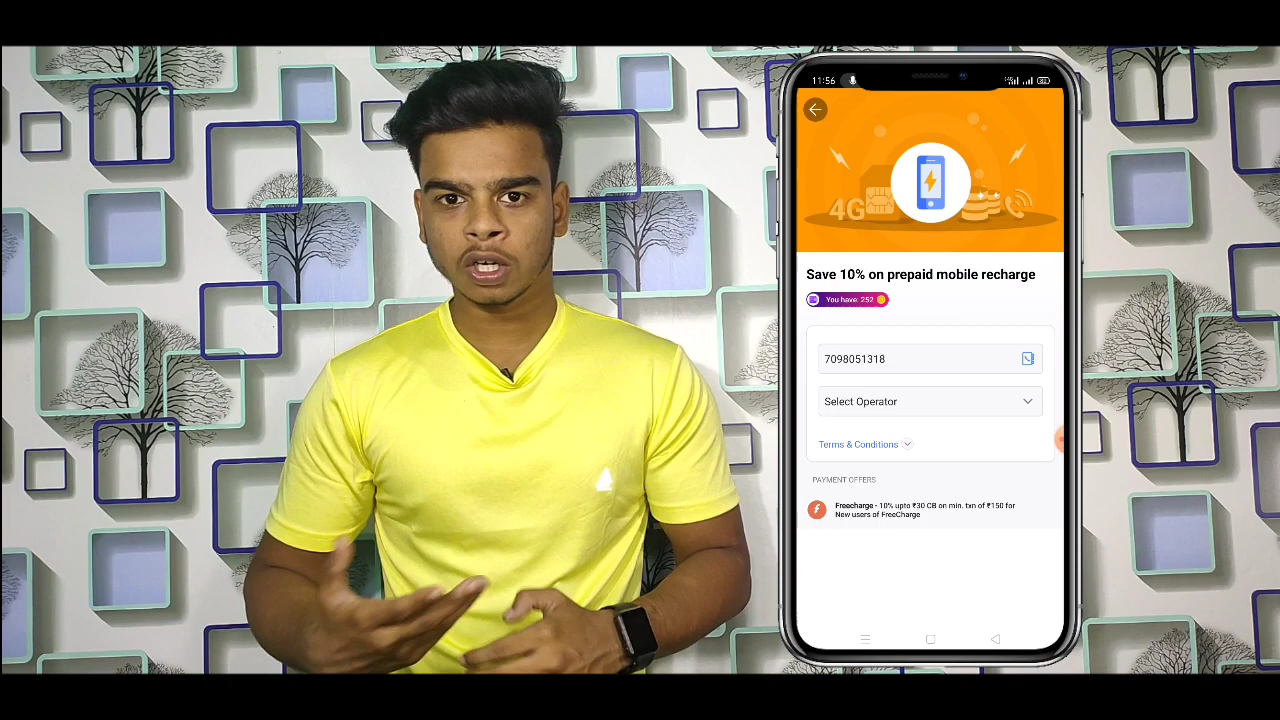 11:56
4G
Save 10% on prepaid mobile recharge
You have: 252
7098051318
Select Operator
Terms & Conditions
PAYMENT OFFERS
Freecharge - 10% upto ₹30 CB on min. txn of ₹150 for
New users of FreeCharge